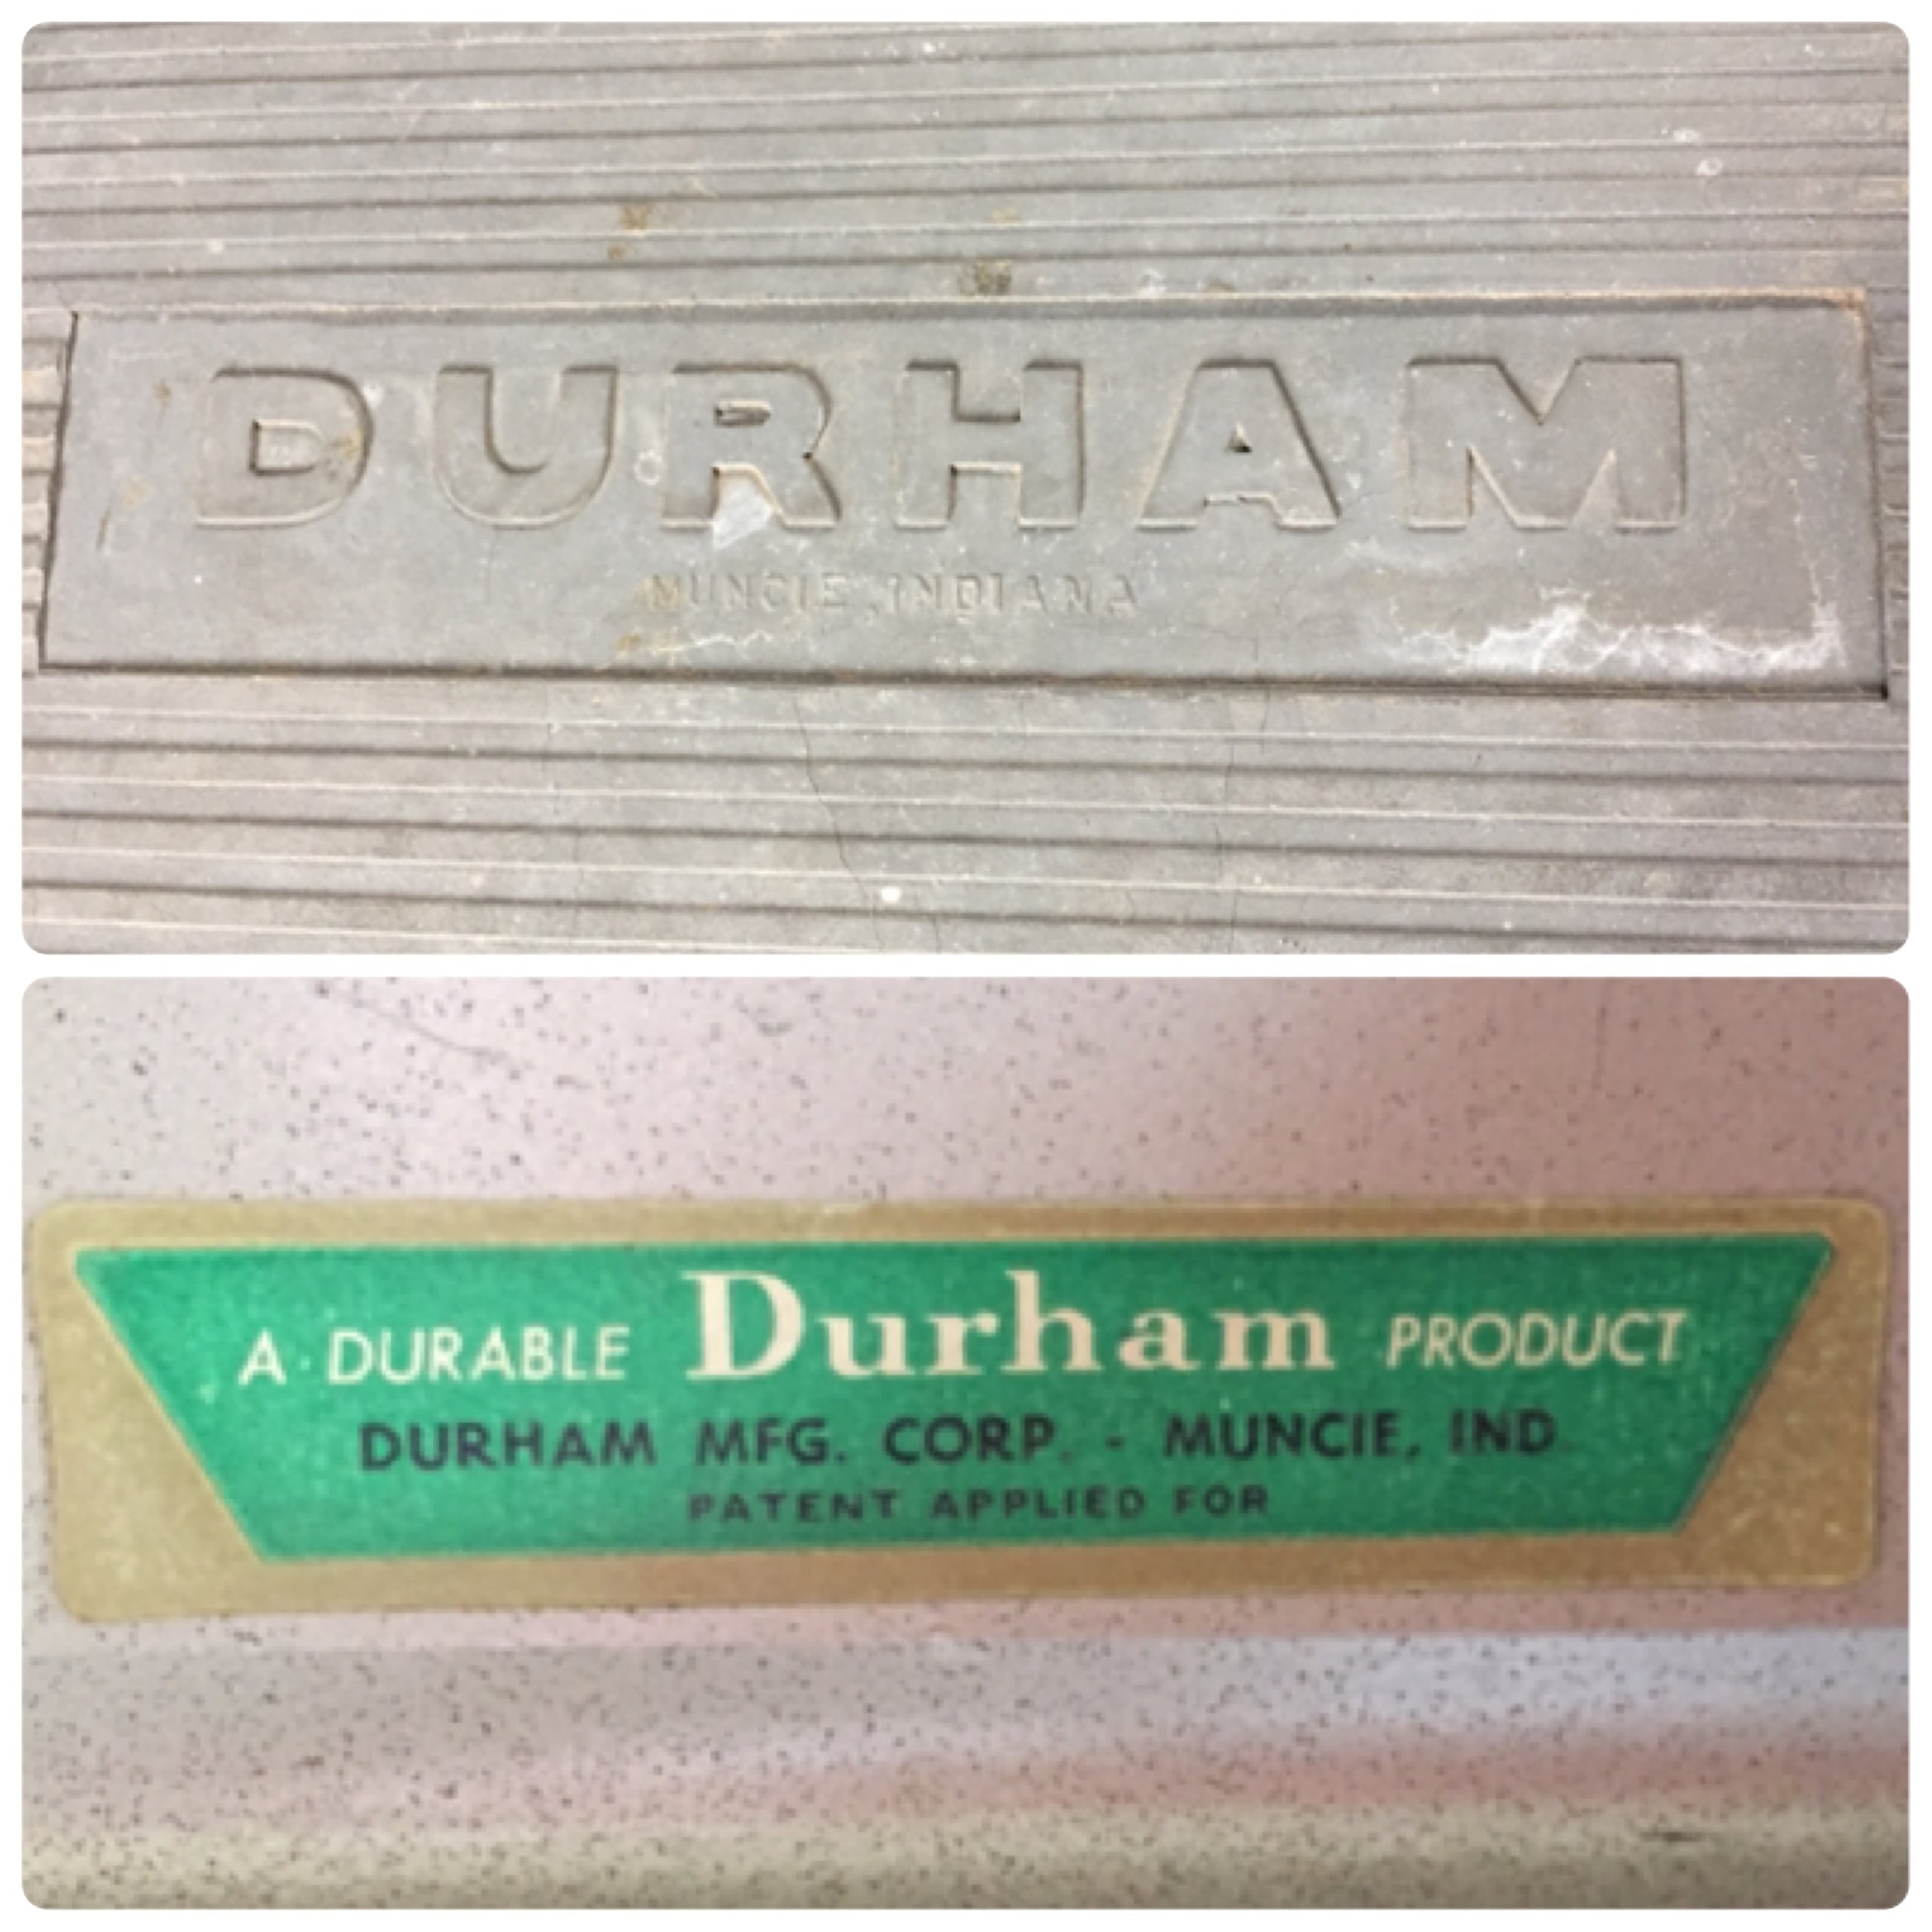 DURHAM
MUNCIE, INDIANA
A DURABLE Durham PRODUCT
DURHAM MFG. CORP. - MUNCIE, IND.
PATENT APPLIED FOR